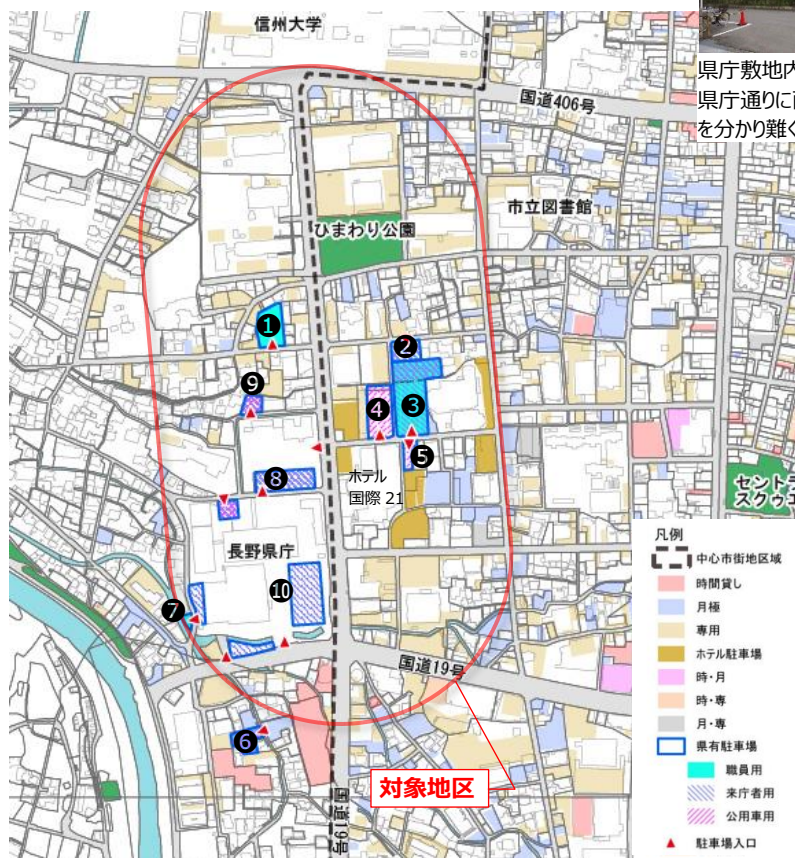 信州大学
国道406号
県庁敷地内
県庁通りに
を分かり難く
ひまわり公園
市立図書館
❶
❷
❾
❹
❸
❺
❽
ホテル
国際 21
セントラ
スクゥエ
長野県庁
❿
❼
国道19号
❻
対象地区
国道19号
凡例
中心市街地区域
時間貸し
月極
専用
ホテル駐車場
時・月
時・専
月・専
県有駐車場
職員用
来庁者用
公用車用
駐車場入口